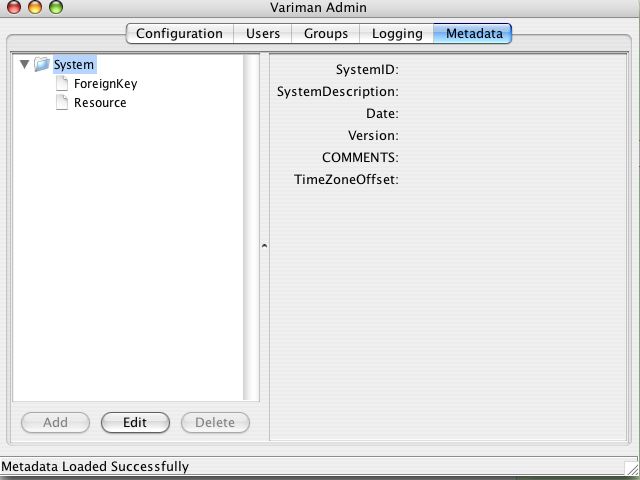 Variman Admin
Configuration Users Groups Logging Metadata
System
ForeignKey
Resource
SystemID:
SystemDescription:
Date:
Version:
COMMENTS:
TimeZoneOffset:
Add Edit Delete
Metadata Loaded Successfully